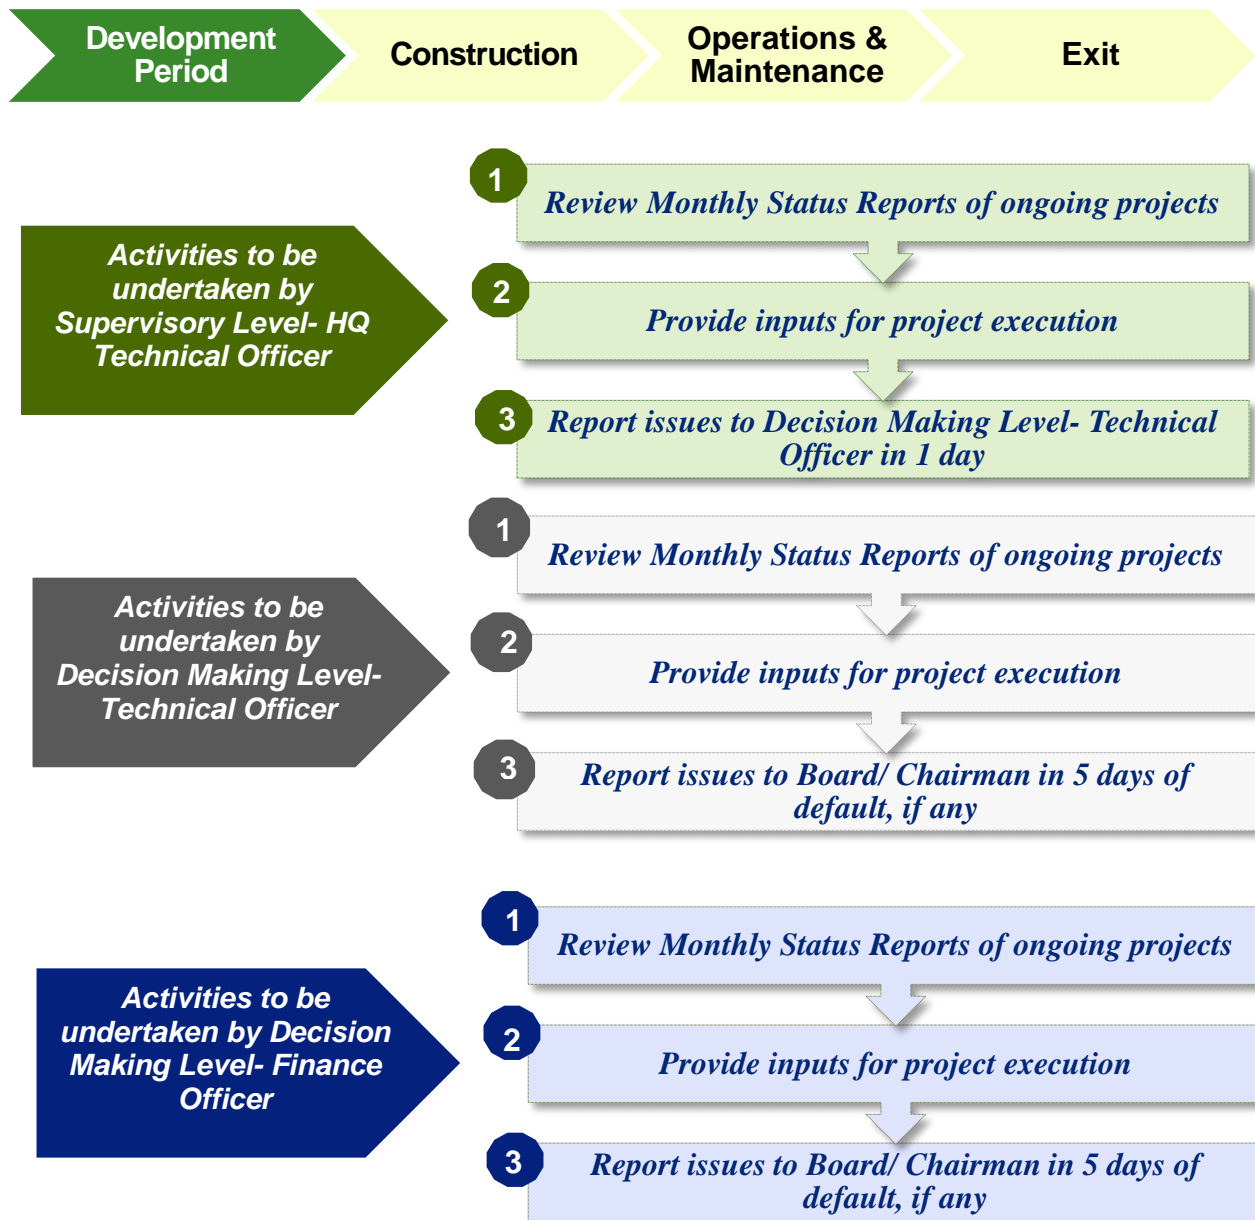 Development
Period
Construction
Operations &
Maintenance
Exit
Activities to be
undertaken by
Supervisory Level- HQ
Technical Officer
1
Review Monthly Status Reports of ongoing projects
2
Provide inputs for project execution
3
Report issues to Decision Making Level- Technical
Officer in 1 day
Activities to be
undertaken by
Decision Making Level-
Technical Officer
1
Review Monthly Status Reports of ongoing projects
2
Provide inputs for project execution
3
Report issues to Board/ Chairman in 5 days of
default, if any
Activities to be
undertaken by Decision
Making Level- Finance
Officer
1
Review Monthly Status Reports of ongoing projects
2
Provide inputs for project execution
3
Report issues to Board/ Chairman in 5 days of
default, if any